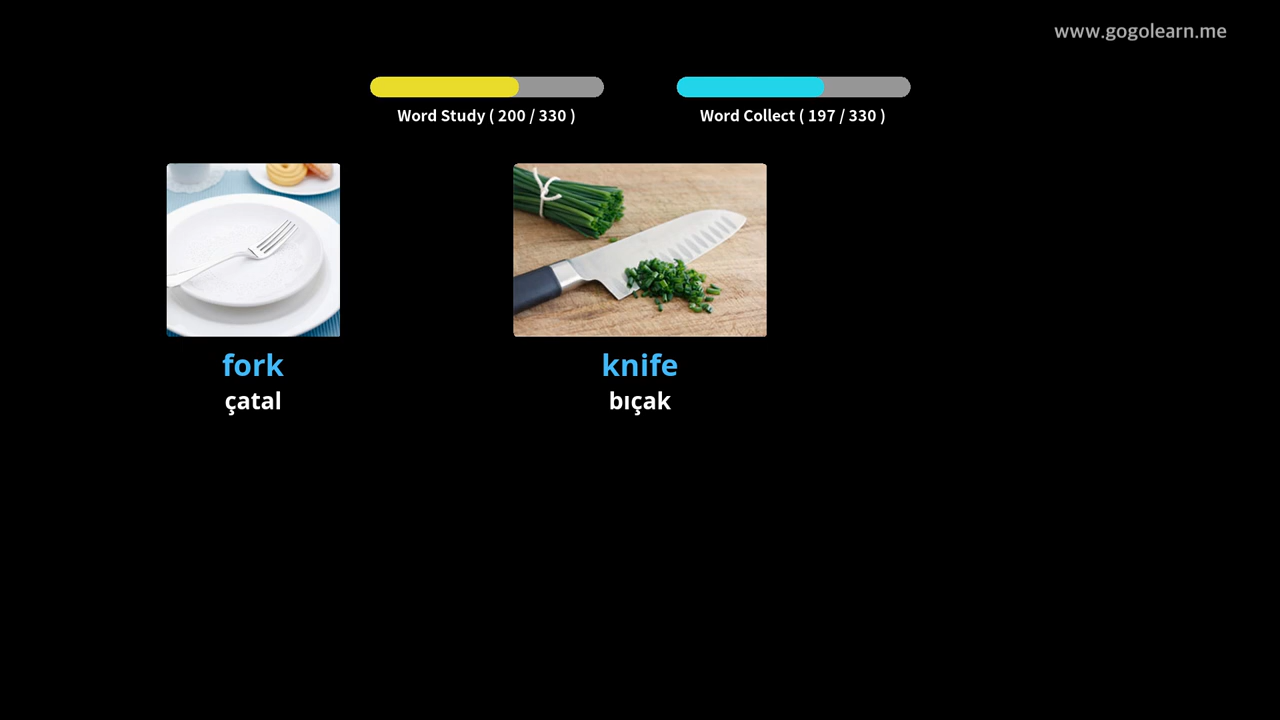 www.gogolearn.me
Word Study ( 200 / 330 )
Word Collect ( 197 / 330 )
fork
çatal
knife
bıçak